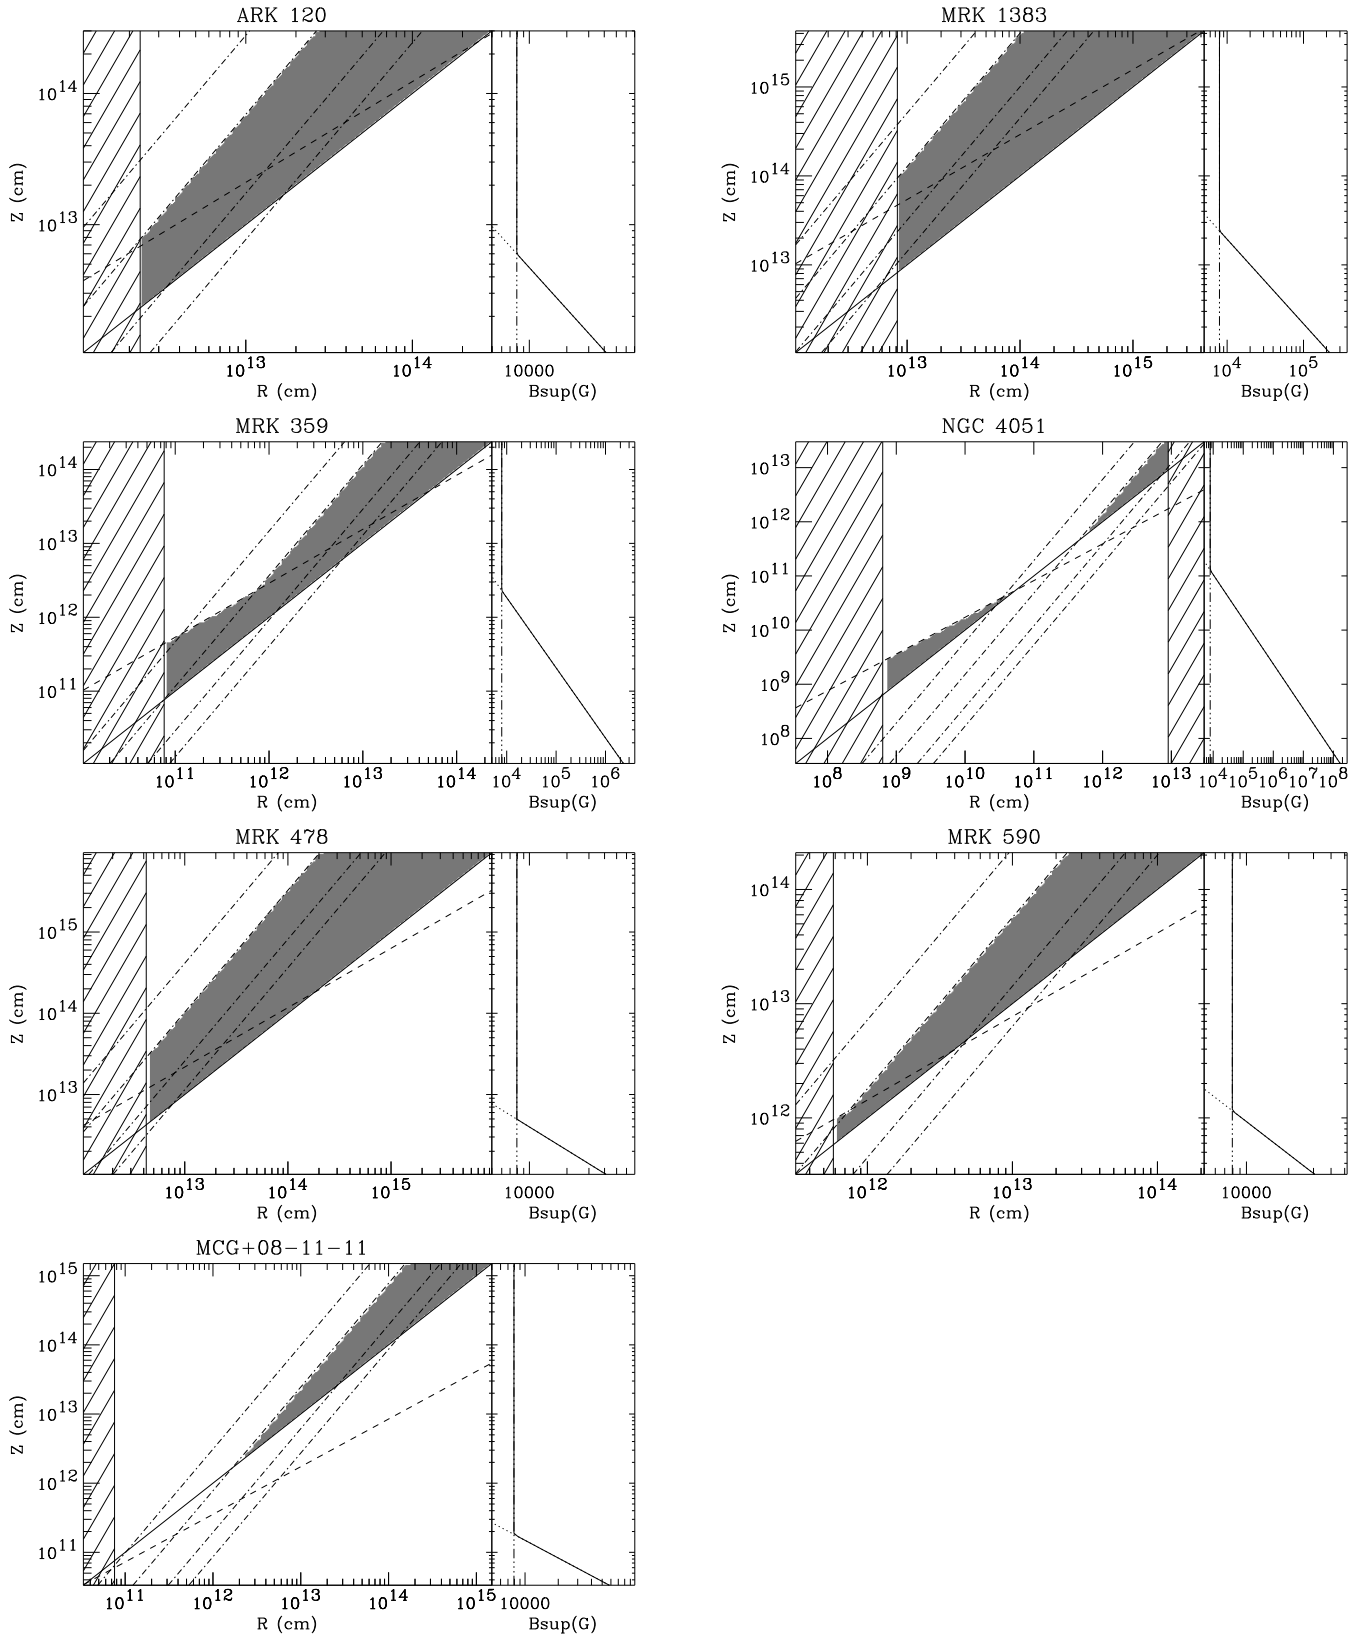 ARK 120
10^14
10^13
Z (cm)
10^13 10^14 10000
R (cm) Bsup(G)
MRK 1383
10^15
10^14
10^13
Z (cm)
10^13 10^14 10^15 10^4 10^5
R (cm) Bsup(G)
MRK 359
10^14
10^13
10^12
10^11
Z (cm)
10^11 10^12 10^13 10^14 10^4 10^5 10^6
R (cm) Bsup(G)
NGC 4051
10^13
10^12
10^11
10^10
10^9
10^8
Z (cm)
10^8 10^9 10^10 10^11 10^12 10^13 10^4 10^5 10^6 10^7 10^8
R (cm) Bsup(G)
MRK 478
10^15
10^14
10^13
Z (cm)
10^13 10^14 10^15 10000
R (cm) Bsup(G)
MRK 590
10^14
10^13
10^12
Z (cm)
10^12 10^13 10^14 10000
R (cm) Bsup(G)
MCG+08−11−11
10^15
10^14
10^13
10^12
10^11
Z (cm)
10^11 10^12 10^13 10^14 10^15 10000
R (cm) Bsup(G)